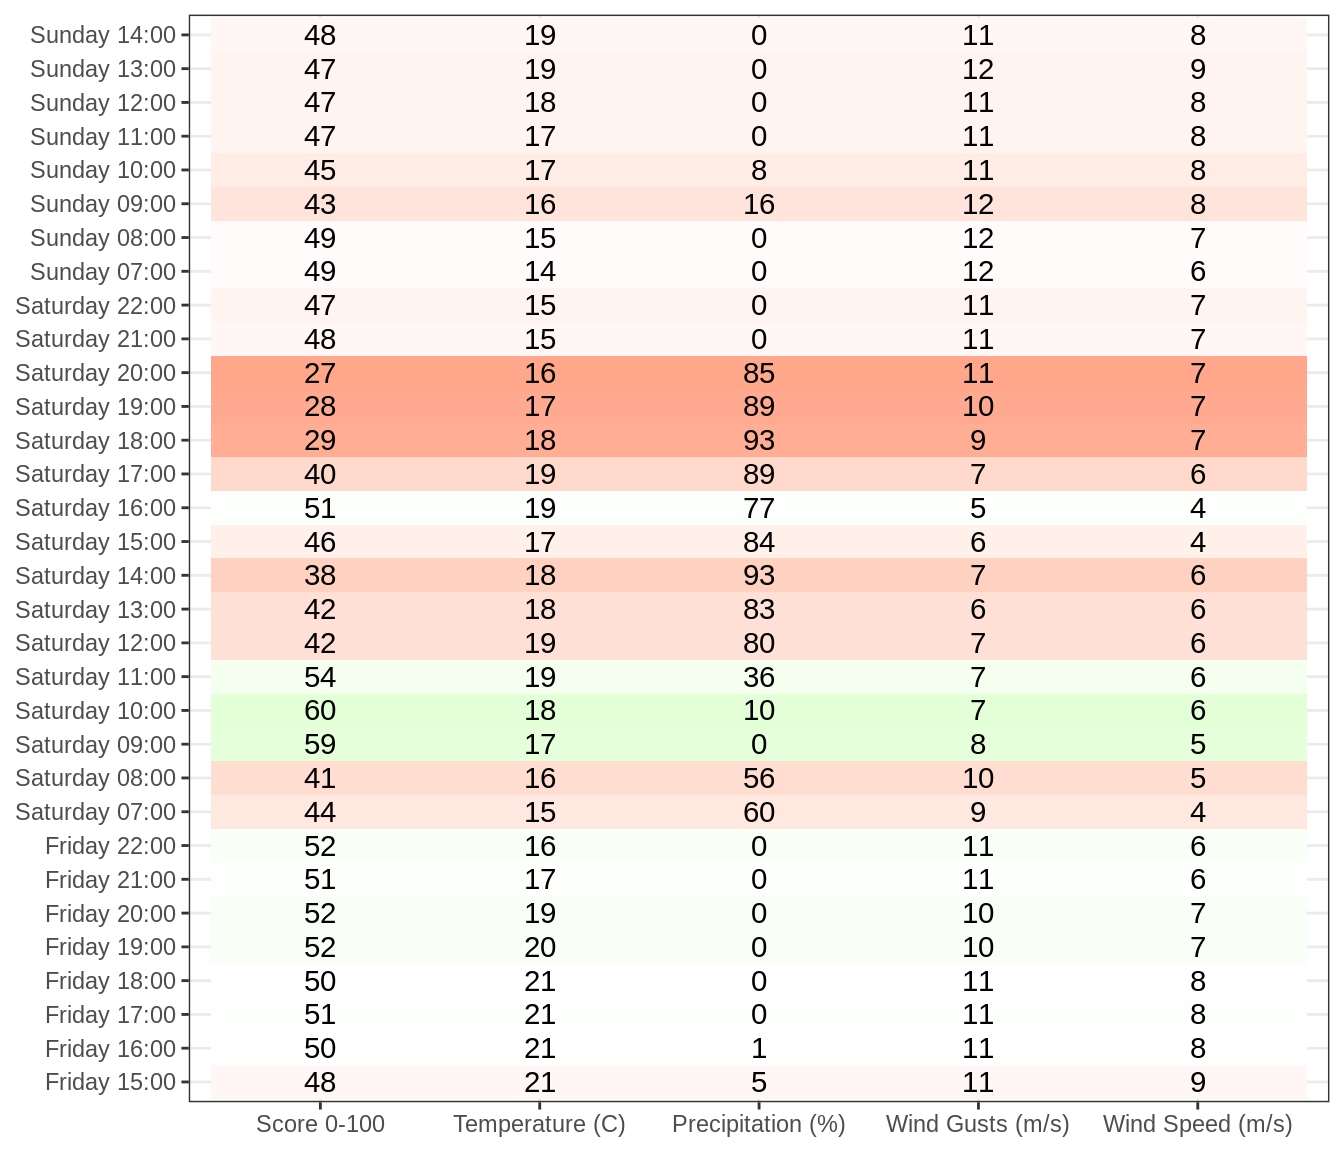 Sunday 14:00 48 19 0 11 8
Sunday 13:00 47 19 0 12 9
Sunday 12:00 47 18 0 11 8
Sunday 11:00 47 17 0 11 8
Sunday 10:00 45 17 8 11 8
Sunday 09:00 43 16 16 12 8
Sunday 08:00 49 15 0 12 7
Sunday 07:00 49 14 0 12 6
Saturday 22:00 47 15 0 11 7
Saturday 21:00 48 15 0 11 7
Saturday 20:00 27 16 85 11 7
Saturday 19:00 28 17 89 10 7
Saturday 18:00 29 18 93 9 7
Saturday 17:00 40 19 89 7 6
Saturday 16:00 51 19 77 5 4
Saturday 15:00 46 17 84 6 4
Saturday 14:00 38 18 93 7 6
Saturday 13:00 42 18 83 6 6
Saturday 12:00 42 19 80 7 6
Saturday 11:00 54 19 36 7 6
Saturday 10:00 60 18 10 7 6
Saturday 09:00 59 17 0 8 5
Saturday 08:00 41 16 56 10 5
Saturday 07:00 44 15 60 9 4
Friday 22:00 52 16 0 11 6
Friday 21:00 51 17 0 11 6
Friday 20:00 52 19 0 10 7
Friday 19:00 52 20 0 10 7
Friday 18:00 50 21 0 11 8
Friday 17:00 51 21 0 11 8
Friday 16:00 50 21 1 11 8
Friday 15:00 48 21 5 11 9
Score 0-100 Temperature (C) Precipitation (%) Wind Gusts (m/s) Wind Speed (m/s)